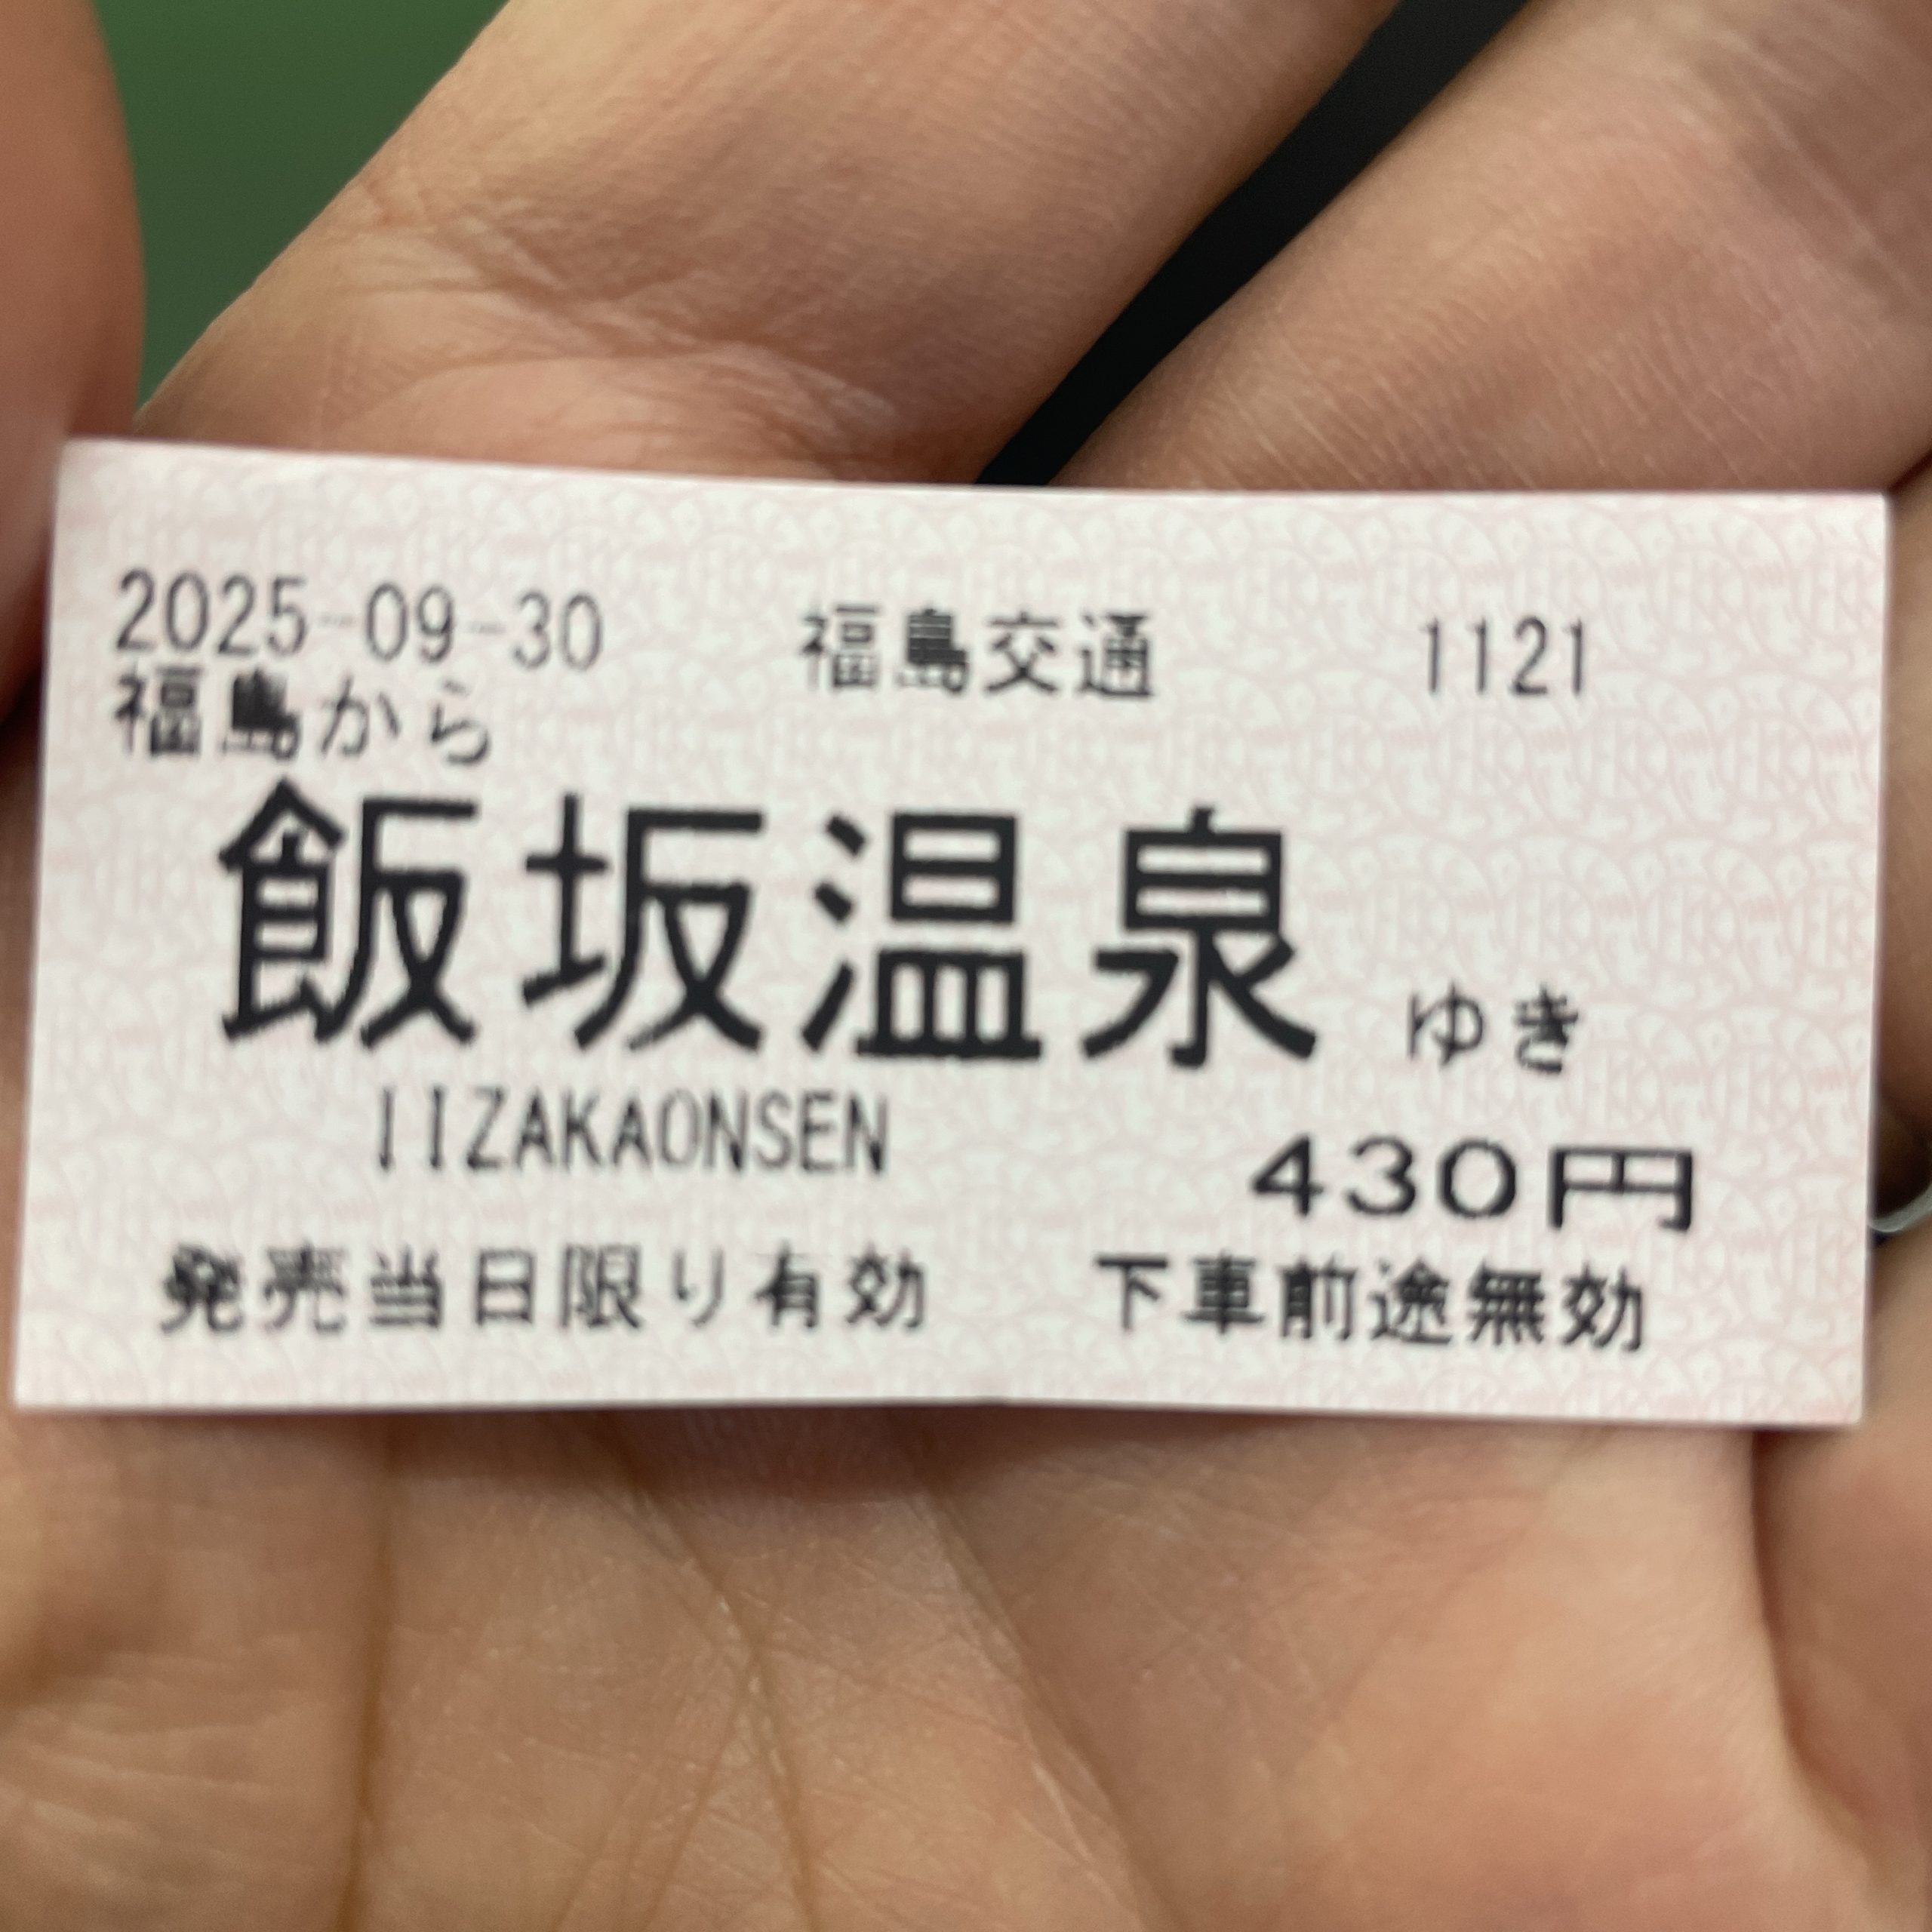 2025-09-30 福島交通 1121
福島から
飯坂温泉 ゆき
IIZAKAONSEN
430円
発売当日限り有効 下車前途無効